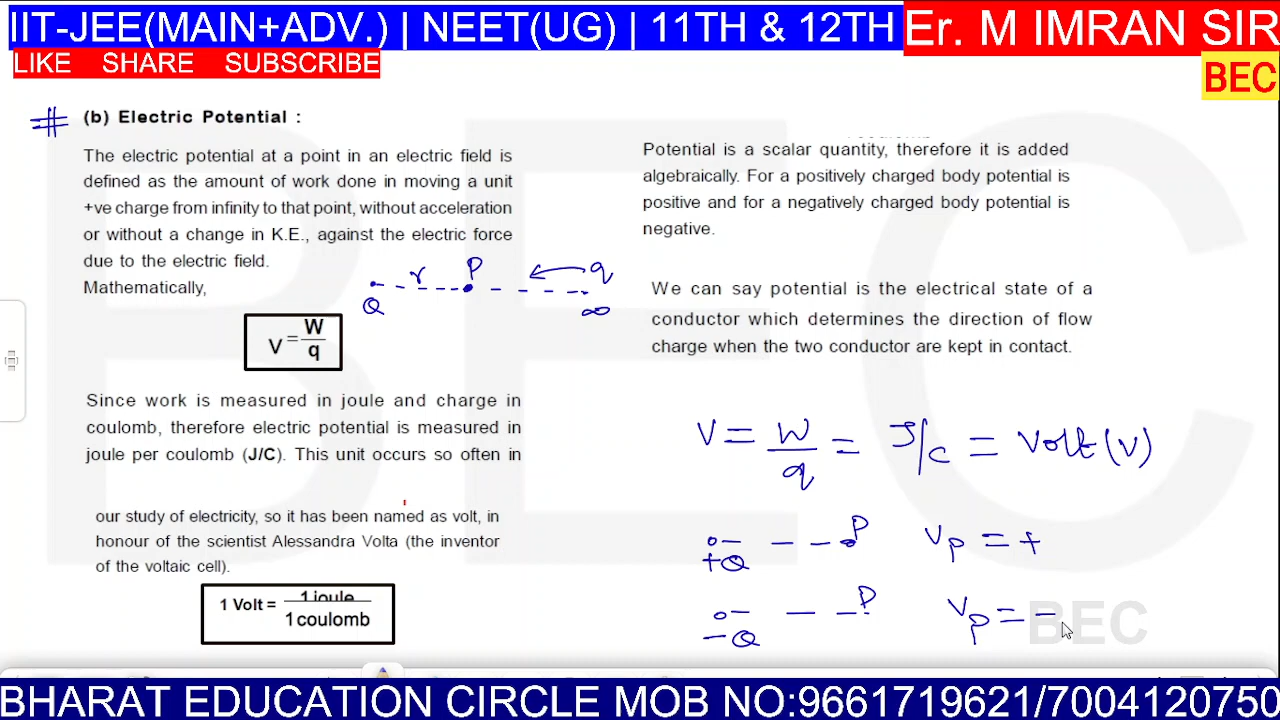 IIT-JEE(MAIN+ADV.) | NEET(UG) | 11TH & 12TH Er. M IMRAN SIR
LIKE SHARE SUBSCRIBE
BEC
# (b) Electric Potential :
The electric potential at a point in an electric field is
defined as the amount of work done in moving a unit
+ve charge from infinity to that point, without acceleration
or without a change in K.E., against the electric force
due to the electric field.
Mathematically,
r P q
Q ∞
V = W/q
Since work is measured in joule and charge in
coulomb, therefore electric potential is measured in
joule per coulomb (J/C). This unit occurs so often in
our study of electricity, so it has been named as volt, in
honour of the scientist Alessandra Volta (the inventor
of the voltaic cell).
1 Volt = 1 joule / 1 coulomb
Potential is a scalar quantity, therefore it is added
algebraically. For a positively charged body potential is
positive and for a negatively charged body potential is
negative.
We can say potential is the electrical state of a
conductor which determines the direction of flow
charge when the two conductor are kept in contact.
V = W/q = J/C = Volt (V)
+Q P Vp = +
-Q P Vp = -
BEC
BEC
BHARAT EDUCATION CIRCLE MOB NO:9661719621/7004120750